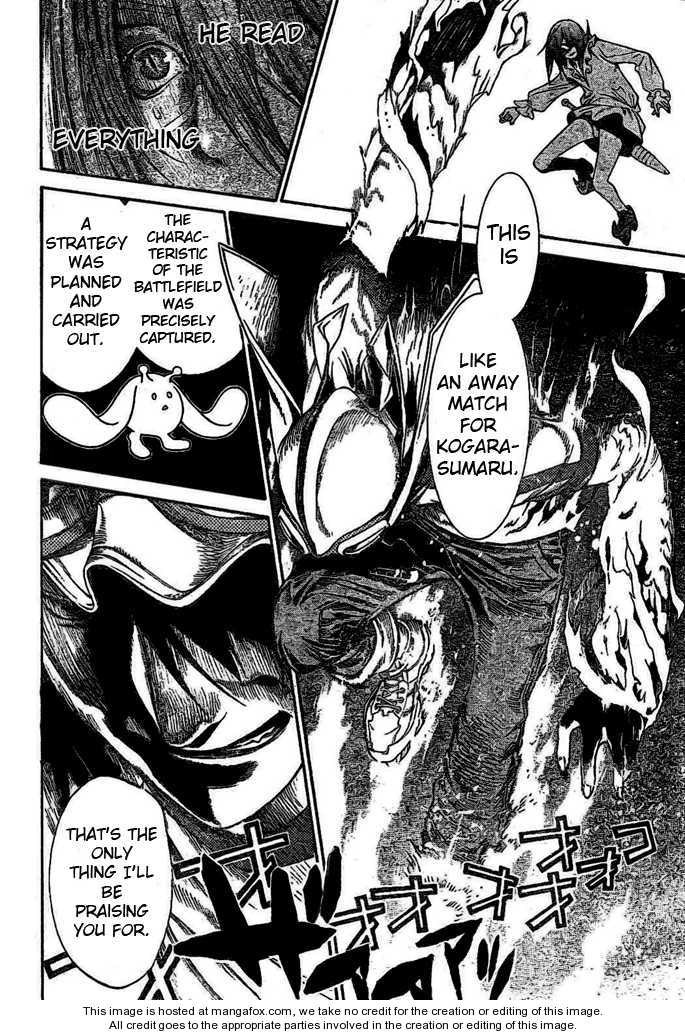 HE READ
EVERYTHING
THIS
IS
LIKE
AN AWAY
MATCH
FOR
KOGARA-
SUMARU.
THE
CHARAC-
TERISTIC
OF THE
BATTLEFIELD
WAS
PRECISELY
CAPTURED.
A
STRATEGY
WAS
PLANNED
AND
CARRIED
OUT.
THAT'S THE
ONLY
THING I'LL
BE
PRAISING
YOU FOR.
This image is hosted at mangafox.com, we take no credit for the creation or editing of this image.
All credit goes to the appropriate parties involved in the creation or editing of this image.